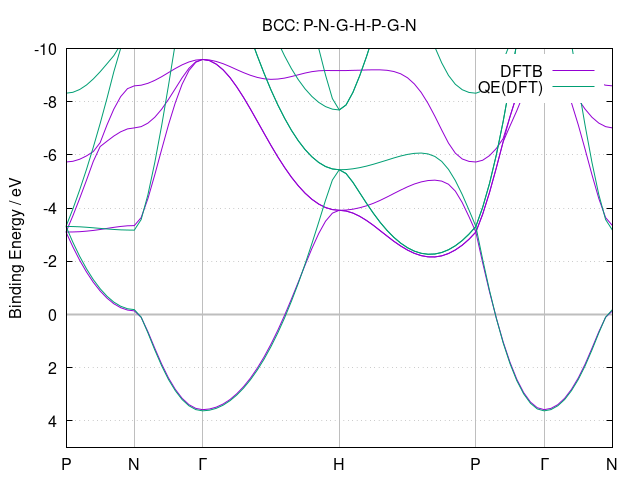 BCC: P-N-G-H-P-G-N
Binding Energy / eV
-10
-8
-6
-4
-2
0
2
4
P N Γ H P Γ N
DFTB
QE(DFT)